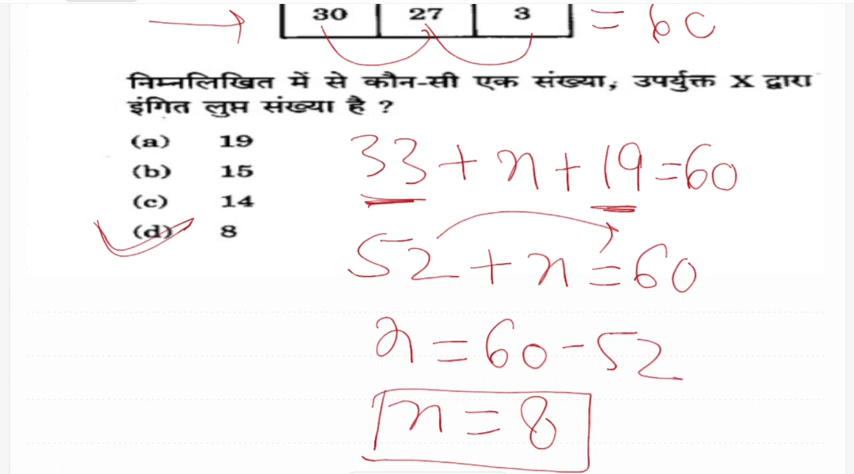 30 27 3 = 60
निम्नलिखित में से कौन-सी एक संख्या, उपर्युक्त X द्वारा
इंगित लुप्त संख्या है ?
(a) 19
(b) 15
(c) 14
(d) 8
33 + x + 19 = 60
52 + x = 60
x = 60 - 52
x = 8